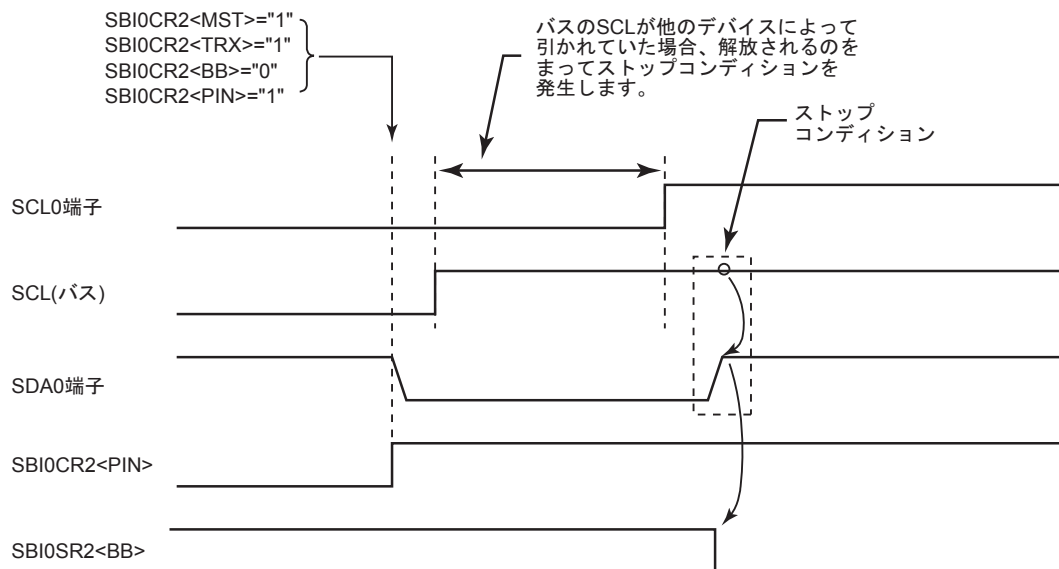 SBI0CR2<MST>="1"
SBI0CR2<TRX>="1"
SBI0CR2<BB>="0"
SBI0CR2<PIN>="1"
バスのSCLが他のデバイスによって
引かれていた場合、解放されるのを
まってストップコンディションを
発生します。
ストップ
コンディション
SCL0端子
SCL(バス)
SDA0端子
SBI0CR2<PIN>
SBI0SR2<BB>